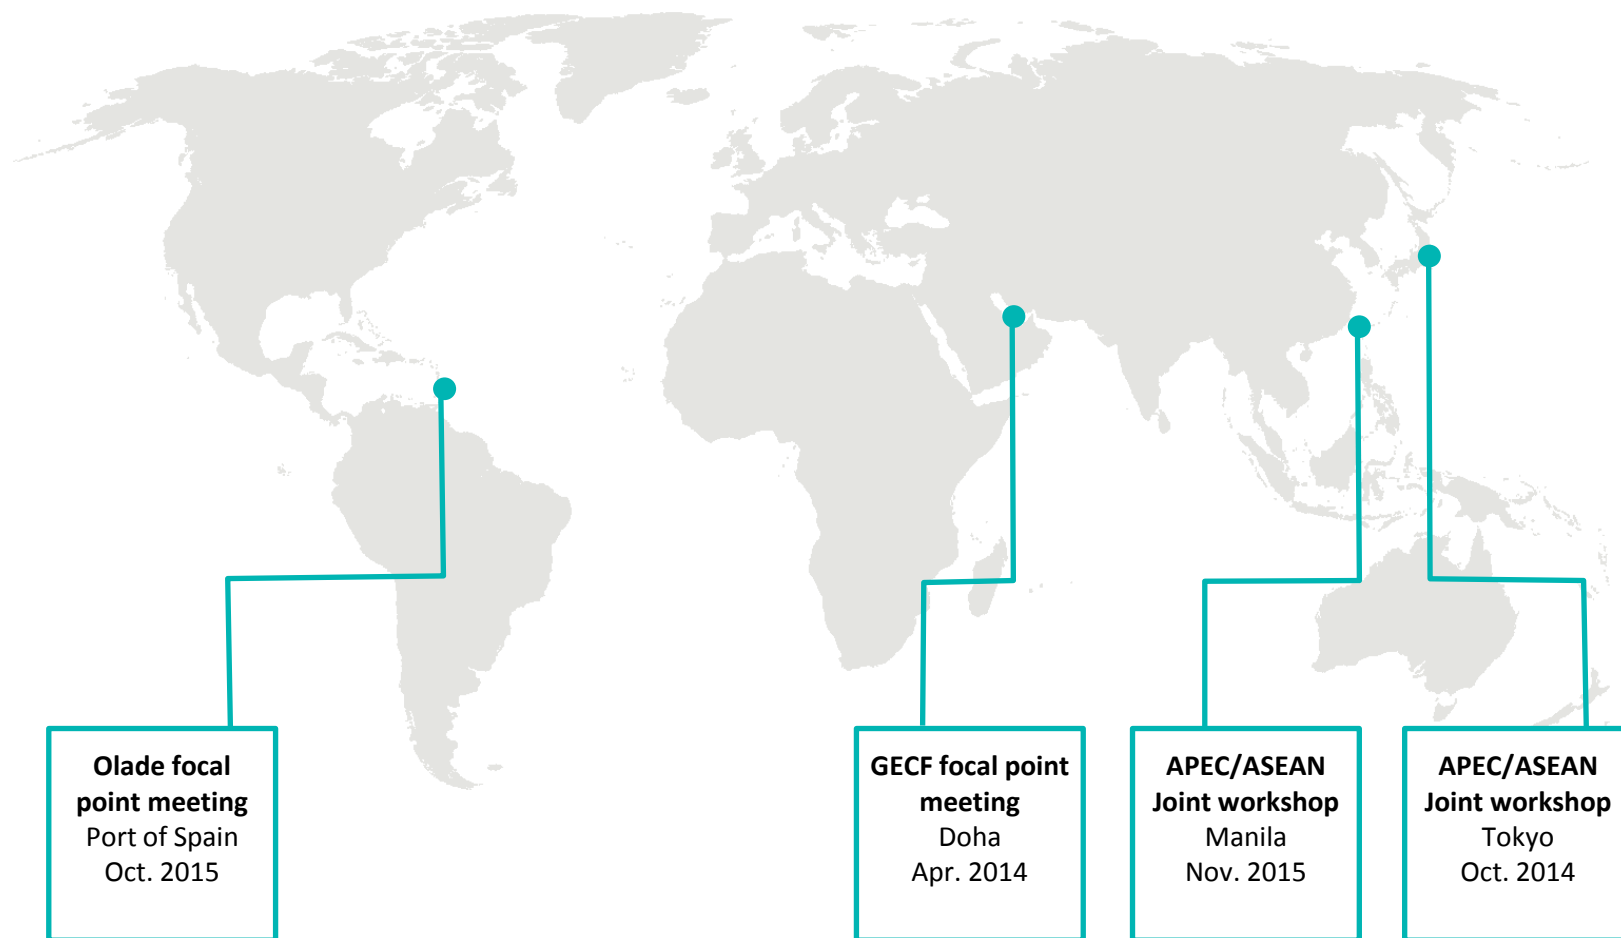 Olade focal
point meeting
Port of Spain
Oct. 2015
GECF focal point
meeting
Doha
Apr. 2014
APEC/ASEAN
Joint workshop
Manila
Nov. 2015
APEC/ASEAN
Joint workshop
Tokyo
Oct. 2014